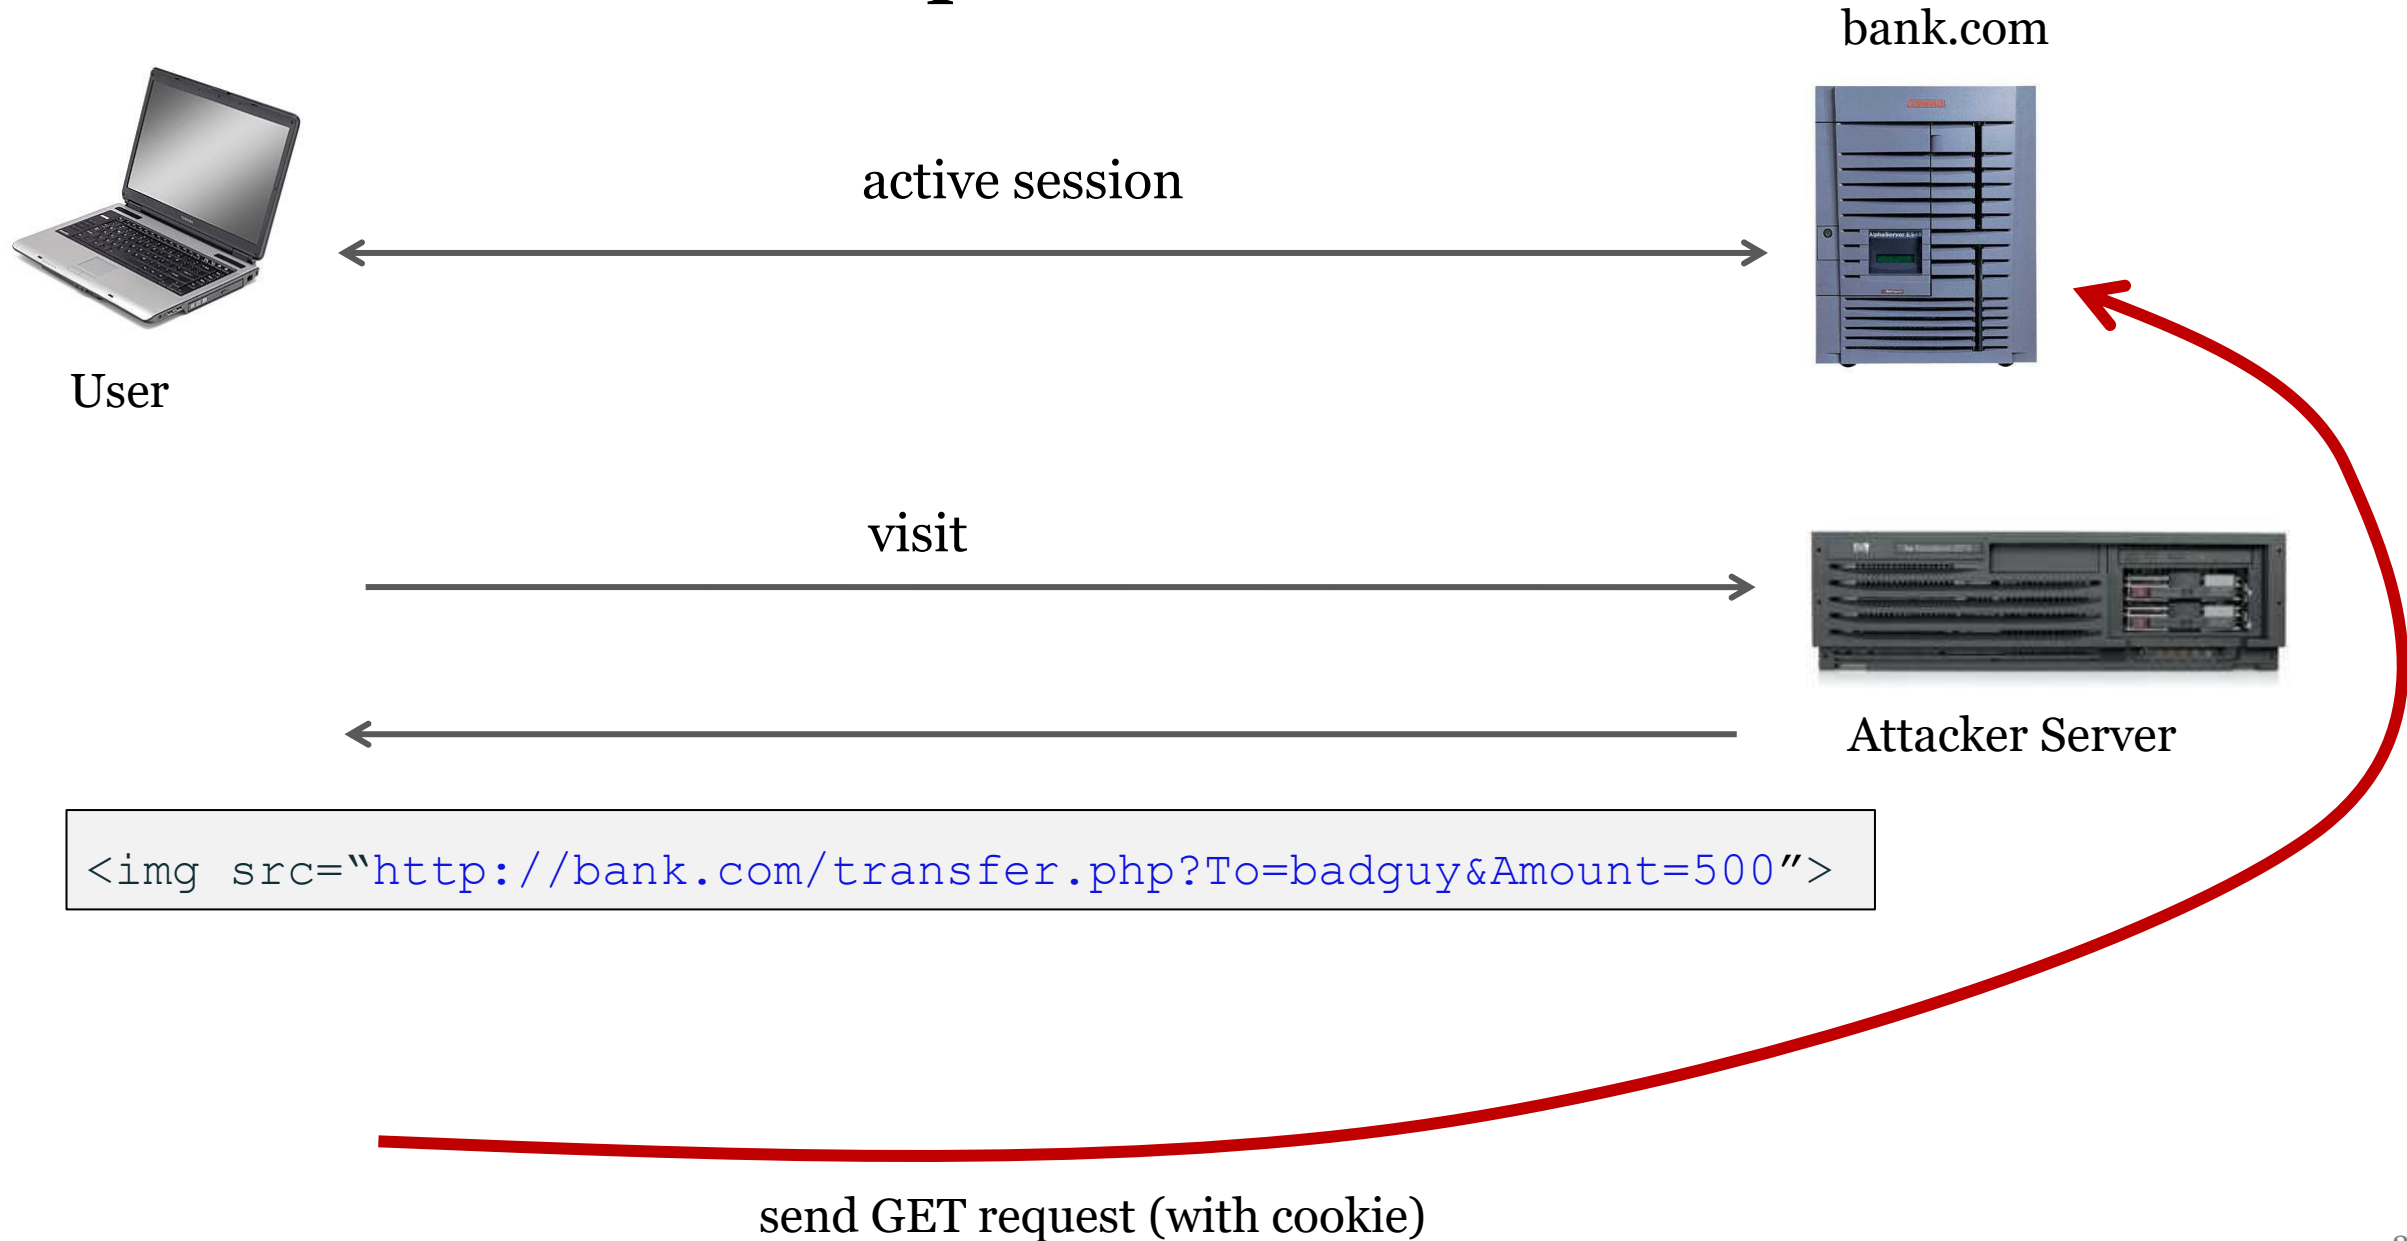 bank.com
active session
User
visit
Attacker Server
<img src=“http://bank.com/transfer.php?To=badguy&Amount=500”>
send GET request (with cookie)